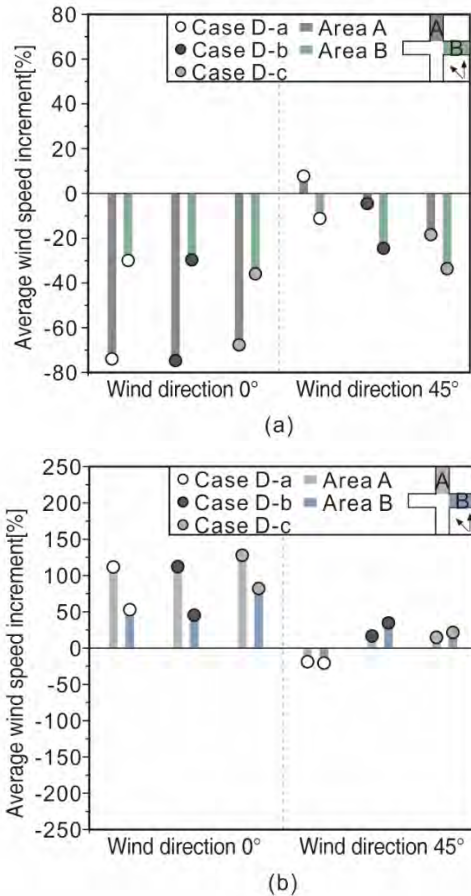 Average wind speed increment[%]
80
60
40
20
0
-20
-40
-60
-80
Case D-a Area A
Case D-b Area B
Case D-c
A
B
Wind direction 0° Wind direction 45°
(a)
Average wind speed increment[%]
250
200
150
100
50
0
-50
-100
-150
-200
-250
Case D-a Area A
Case D-b Area B
Case D-c
A
B
Wind direction 0° Wind direction 45°
(b)